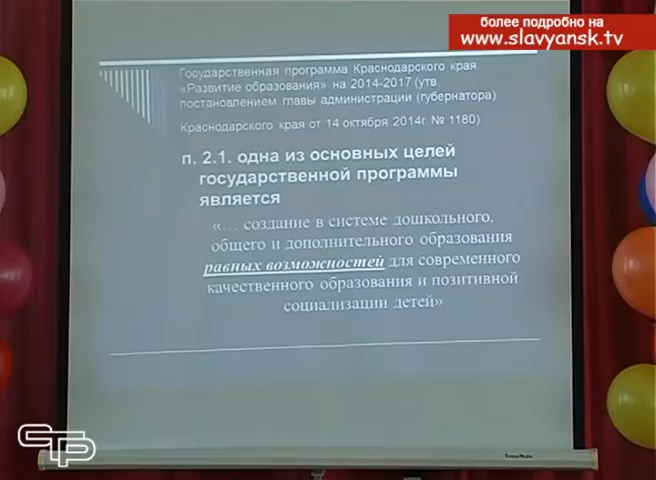 более подробно на
www.slavyansk.tv
Государственная программа Краснодарского края
«Развитие образования» на 2014-2017 (утв.
постановлением главы администрации (губернатора)
Краснодарского края от 14 октября 2014г. № 1180)
п. 2.1. одна из основных целей
государственной программы
является
«… создание в системе дошкольного,
общего и дополнительного образования
равных возможностей для современного
качественного образования и позитивной
социализации детей»
СТР